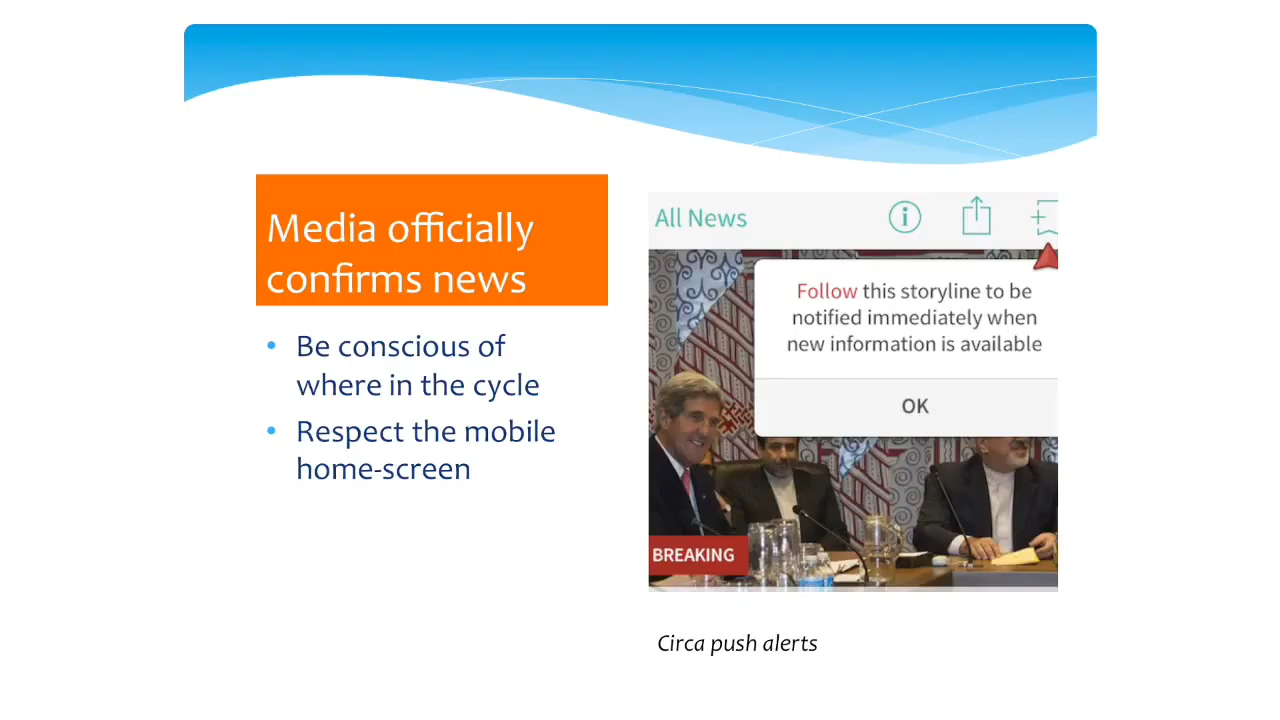 Media officially
confirms news
• Be conscious of
where in the cycle
• Respect the mobile
home-screen
All News
Follow this storyline to be
notified immediately when
new information is available
OK
BREAKING
Circa push alerts